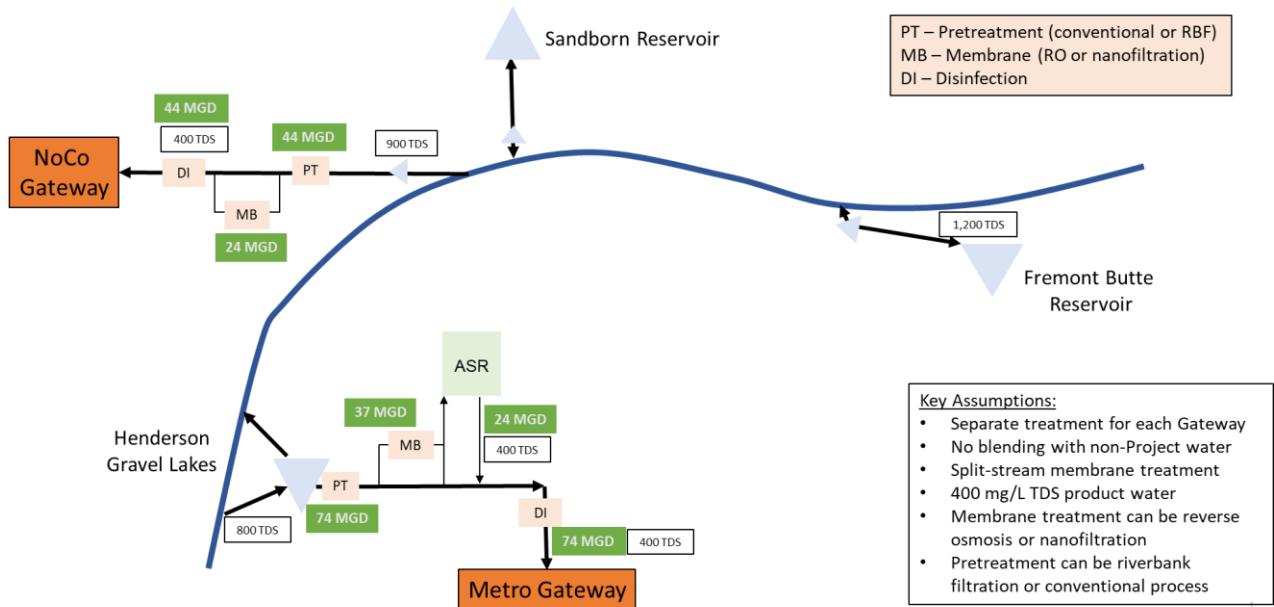 Sandborn Reservoir
PT – Pretreatment (conventional or RBF)
MB – Membrane (RO or nanofiltration)
DI – Disinfection
44 MGD
400 TDS
44 MGD
900 TDS
NoCo
Gateway
DI
PT
MB
24 MGD
1,200 TDS
Fremont Butte
Reservoir
ASR
37 MGD
24 MGD
400 TDS
MB
Henderson
Gravel Lakes
PT
800 TDS
74 MGD
DI
74 MGD
400 TDS
Metro Gateway
Key Assumptions:
• Separate treatment for each Gateway
• No blending with non-Project water
• Split-stream membrane treatment
• 400 mg/L TDS product water
• Membrane treatment can be reverse
osmosis or nanofiltration
• Pretreatment can be riverbank
filtration or conventional process